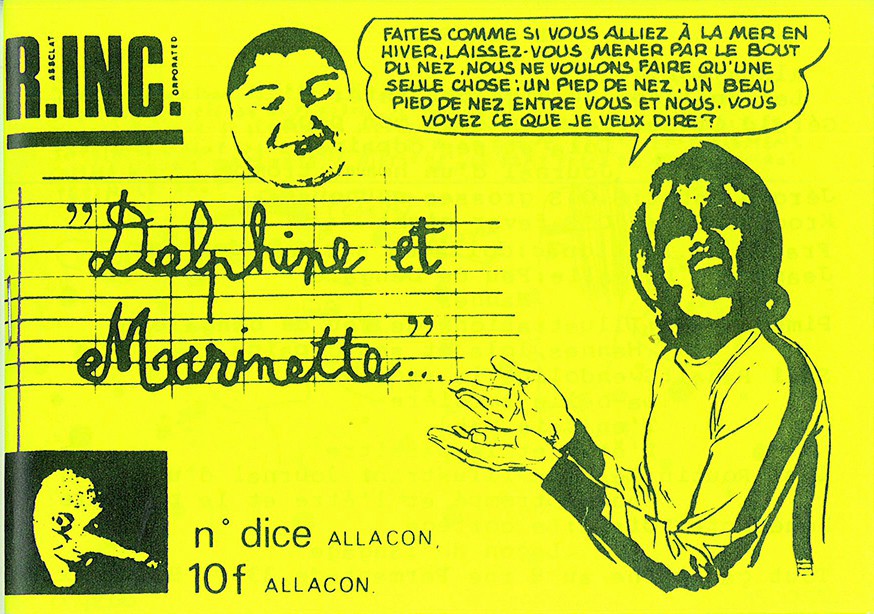 R.INC.
ABSCLAT
ORPORATED
FAITES COMME SI VOUS ALLIEZ À LA MER EN
HIVER, LAISSEZ-VOUS MENER PAR LE BOUT
DU NEZ, NOUS NE VOULONS FAIRE QU'UNE
SEULE CHOSE: UN PIED DE NEZ, UN BEAU
PIED DE NEZ ENTRE VOUS ET NOUS. VOUS
VOYEZ CE QUE JE VEUX DIRE?
"Delphine et
Marinette"...
n° dice ALLACON,
10f ALLACON.